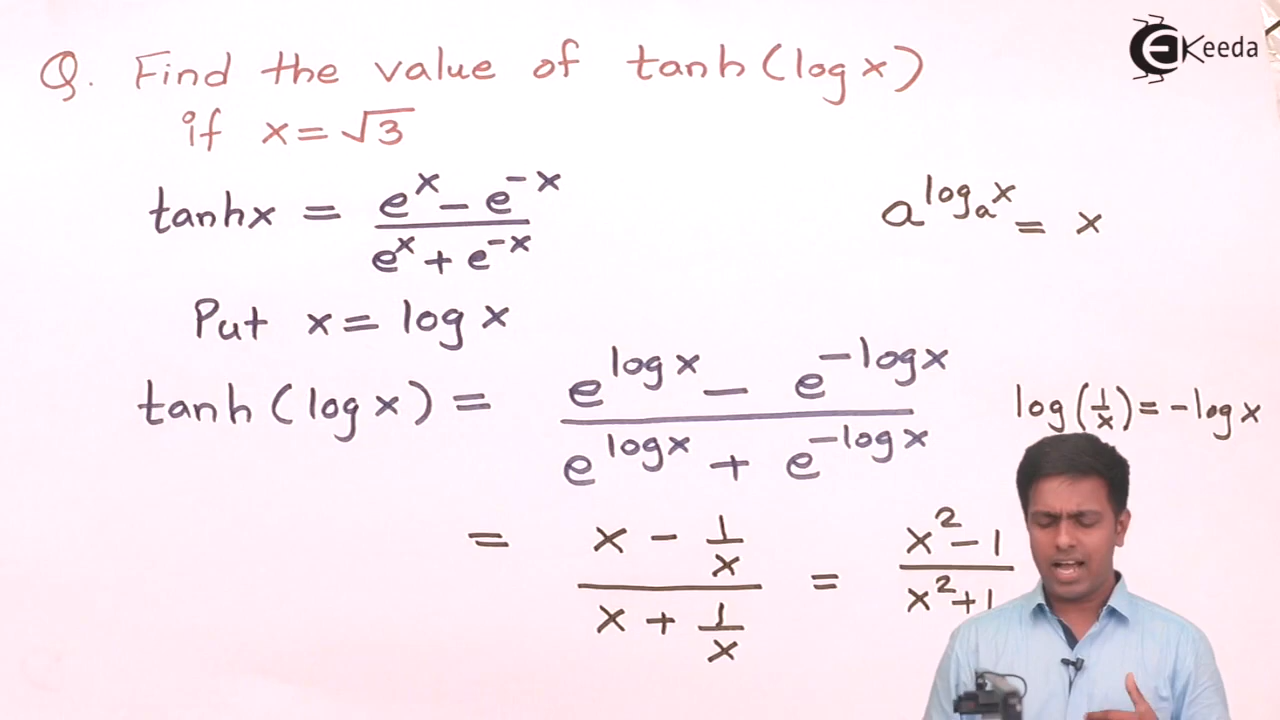 Q. Find the value of tanh(log x)
if x = √3
Keeda
tanhx = (e^x − e^−x)/(e^x + e^−x)
a^(log_a x) = x
Put x = log x
tanh(log x) = (e^(log x) − e^(−log x))/(e^(log x) + e^(−log x))
log(1/x) = −log x
= (x − 1/x)/(x + 1/x) = (x² − 1)/(x² + 1)